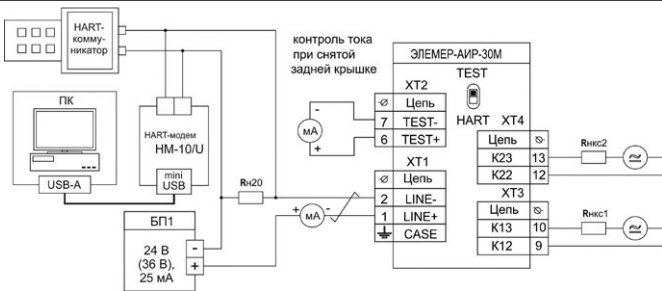 HART-
комму-
никатор
ПК
USB-A
HART-модем
НМ-10/U
mini
USB
БП1
24 В
(36 В),
25 мА
-
+
Rн20
+ мА -
контроль тока
при снятой
задней крышке
-
мА
+
ЭЛЕМЕР-АИР-30М
TEST
HART
XT2
Ø Цепь
7 TEST-
6 TEST+
XT1
Ø Цепь
2 LINE-
1 LINE+
CASE
XT4
Цепь Ø
К23 13
К22 12
XT3
Цепь Ø
К13 10
К12 9
Rнкс2
Rнкс1